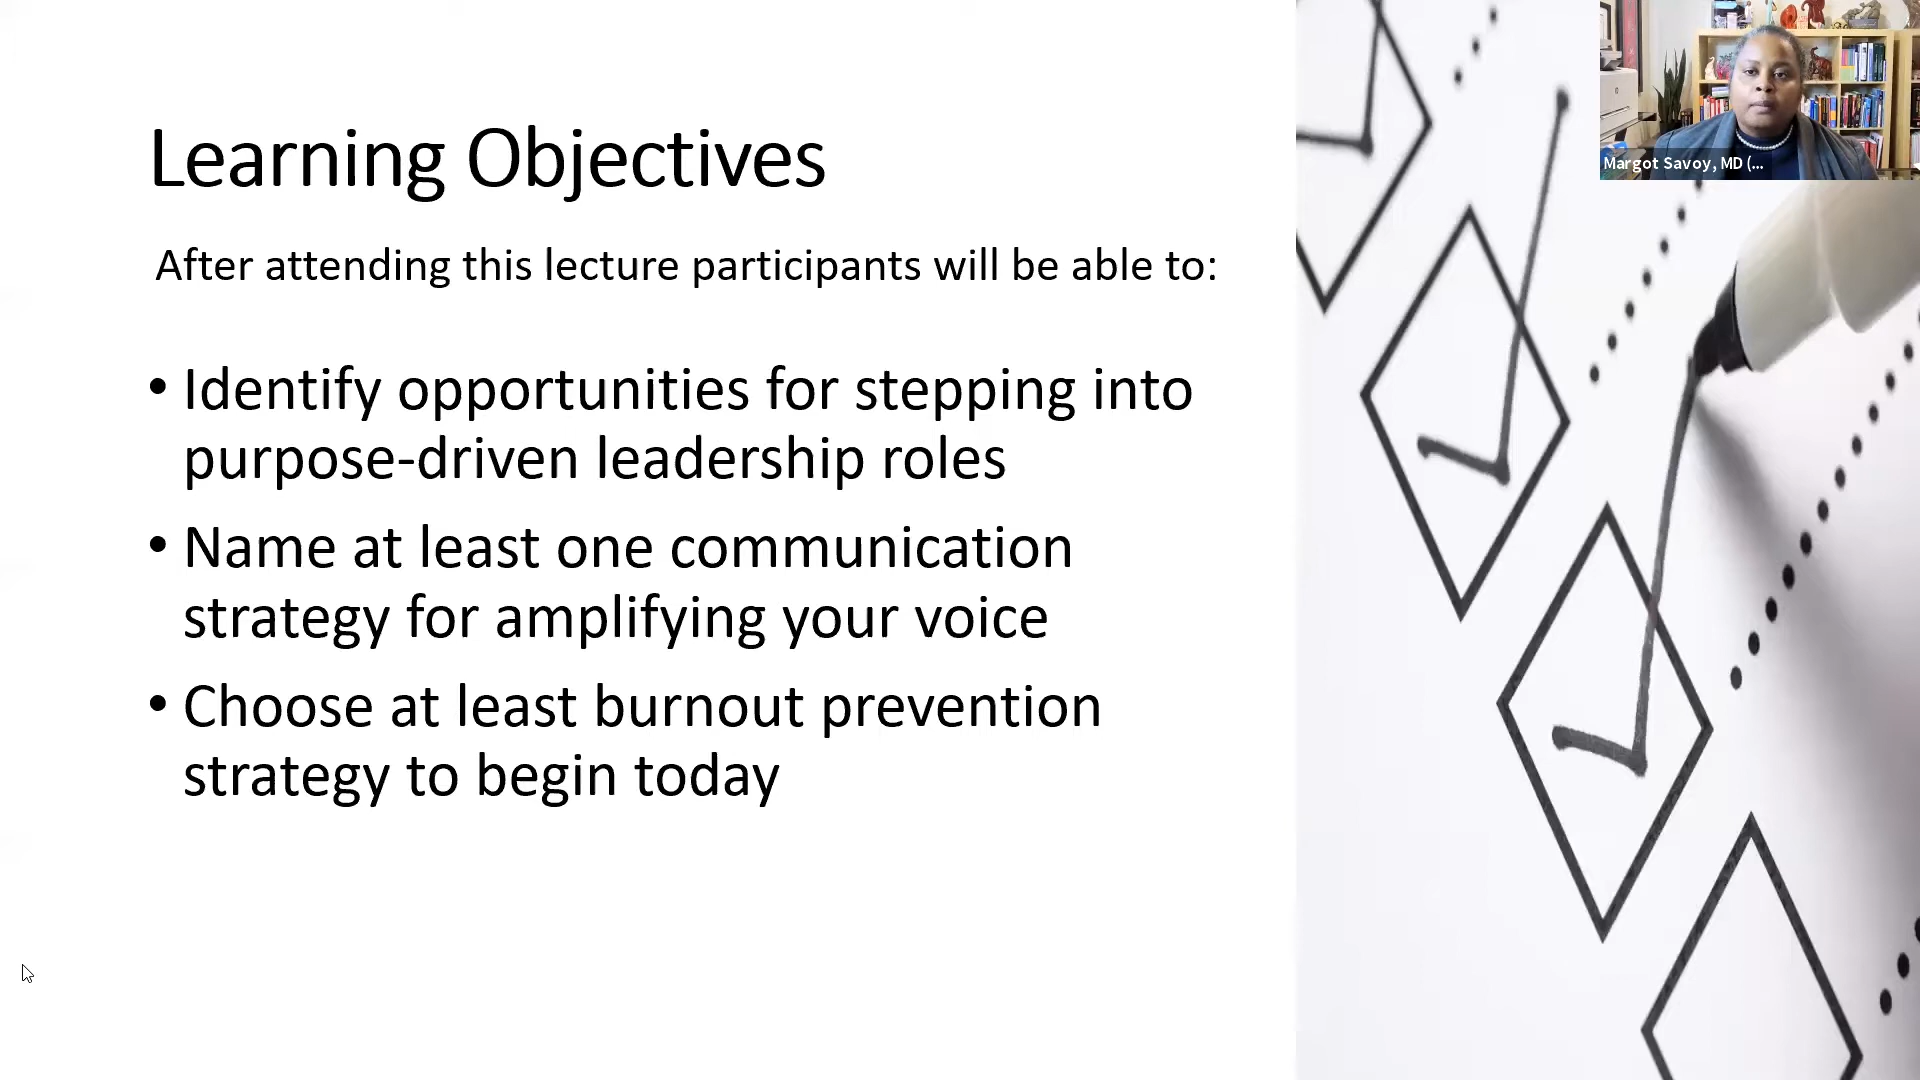 Learning Objectives
After attending this lecture participants will be able to:
• Identify opportunities for stepping into
purpose-driven leadership roles
• Name at least one communication
strategy for amplifying your voice
• Choose at least burnout prevention
strategy to begin today
Margot Savoy, MD (...